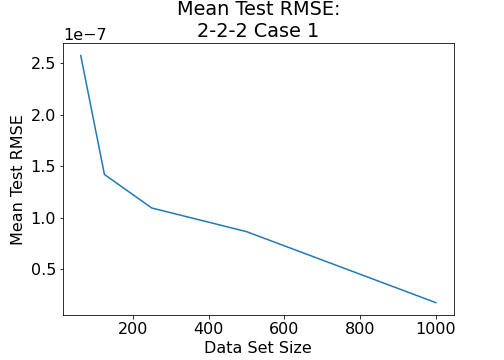 Mean Test RMSE:
2-2-2 Case 1
1e−7
2.5
2.0
1.5
1.0
0.5
Mean Test RMSE
200 400 600 800 1000
Data Set Size